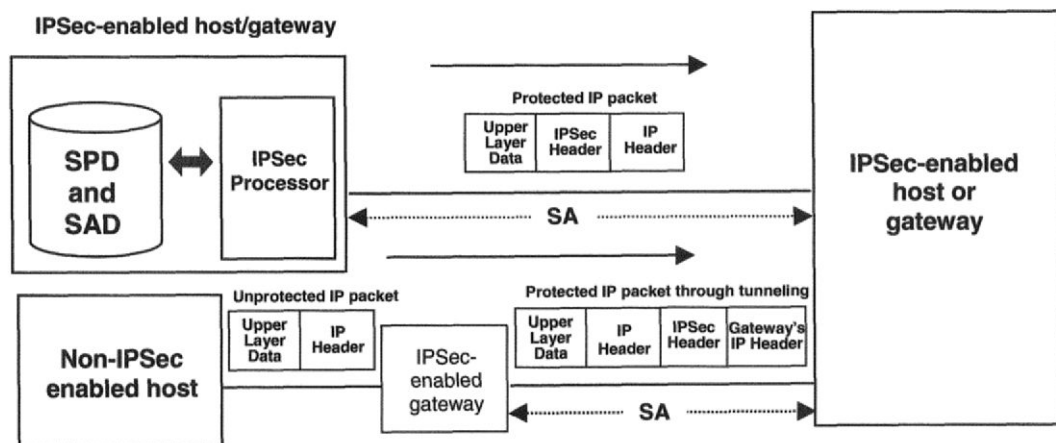 IPSec-enabled host/gateway
SPD
and
SAD
IPSec
Processor
Protected IP packet
Upper
Layer
Data
IPSec
Header
IP
Header
SA
IPSec-enabled
host or
gateway
Non-IPSec
enabled host
Unprotected IP packet
Upper
Layer
Data
IP
Header
IPSec-
enabled
gateway
Protected IP packet through tunneling
Upper
Layer
Data
IP
Header
IPSec
Header
Gateway's
IP Header
SA